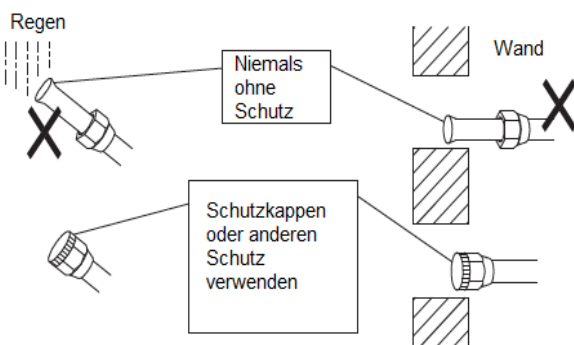 Regen
Niemals
ohne
Schutz
Wand
Schutzkappen
oder anderen
Schutz
verwenden